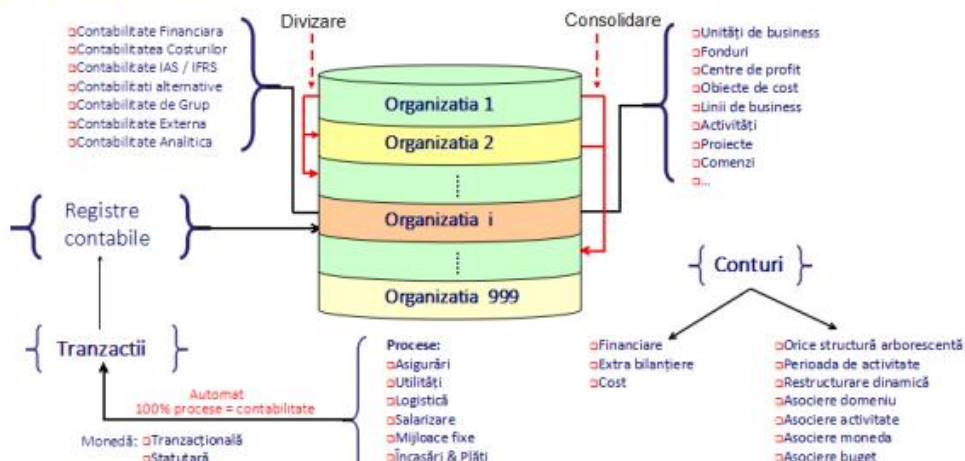 Divizare
Consolidare
Contabilitate Financiara
Contabilitatea Costurilor
Contabilitate IAS / IFRS
Contabilitati alternative
Contabilitate de Grup
Contabilitate Externa
Contabilitate Analitica
Organizatia 1
Organizatia 2
Organizatia i
Organizatia 999
Unități de business
Fonduri
Centre de profit
Obiecte de cost
Linii de business
Activități
Proiecte
Comenzi
...
Registre
contabile
Conturi
Tranzactii
Automat
100% procese = contabilitate
Monedă: Tranzacțională
Statutară
Procese:
Asigurări
Utilități
Logistică
Salarizare
Mijloace fixe
Încasări & Plăți
Financiare
Extra bilanțiere
Cost
Orice structură arborescentă
Perioada de activitate
Restructurare dinamică
Asociere domeniu
Asociere activitate
Asociere moneda
Asociere buget